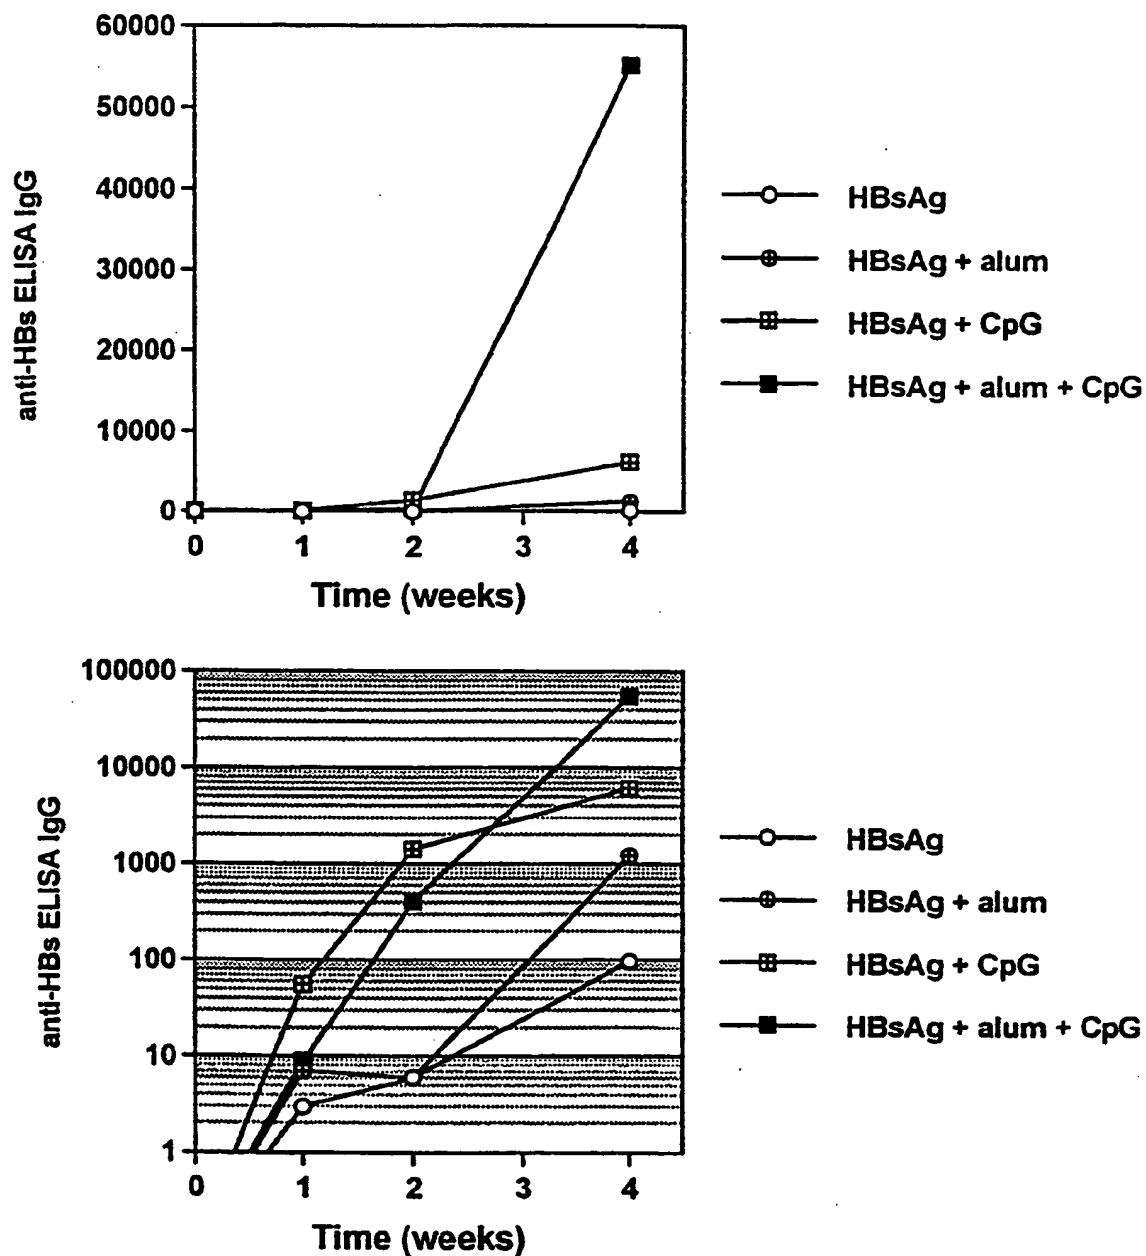 60000
50000
40000
30000
20000
10000
0
anti-HBs ELISA IgG
0 1 2 3 4
Time (weeks)
HBsAg
HBsAg + alum
HBsAg + CpG
HBsAg + alum + CpG
100000
10000
1000
100
10
1
anti-HBs ELISA IgG
0 1 2 3 4
Time (weeks)
HBsAg
HBsAg + alum
HBsAg + CpG
HBsAg + alum + CpG